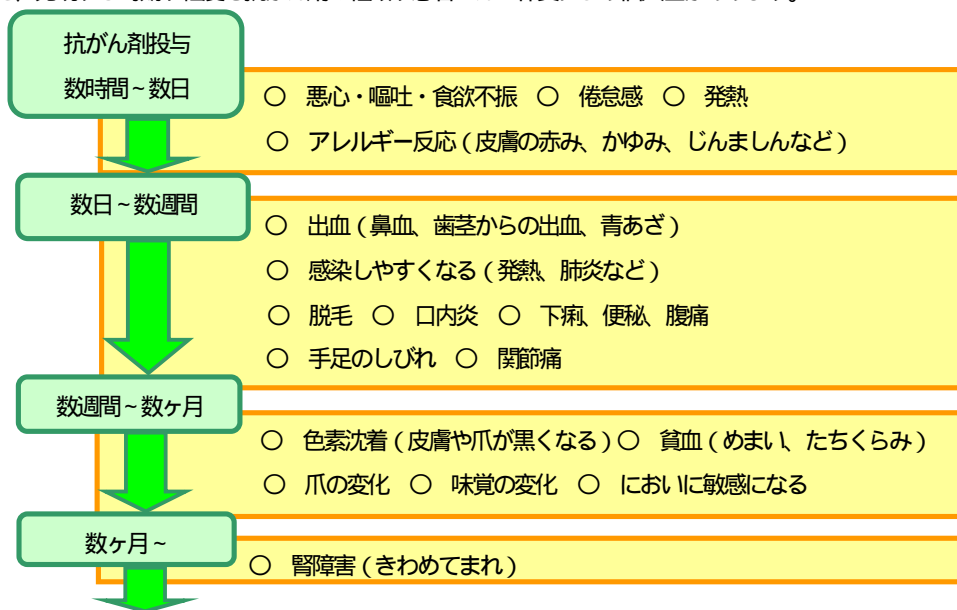 抗がん剤投与
数時間~数日
○ 悪心・嘔吐・食欲不振 ○ 倦怠感 ○ 発熱
○ アレルギー反応(皮膚の赤み、かゆみ、じんましんなど)
数日~数週間
○ 出血(鼻血、歯茎からの出血、青あざ)
○ 感染しやすくなる(発熱、肺炎など)
○ 脱毛 ○ 口内炎 ○ 下痢、便秘、腹痛
○ 手足のしびれ ○ 関節痛
数週間~数ヶ月
○ 色素沈着(皮膚や爪が黒くなる)○ 貧血(めまい、たちくらみ)
○ 爪の変化 ○ 味覚の変化 ○ においに敏感になる
数ヶ月~
○ 腎障害(きわめてまれ)